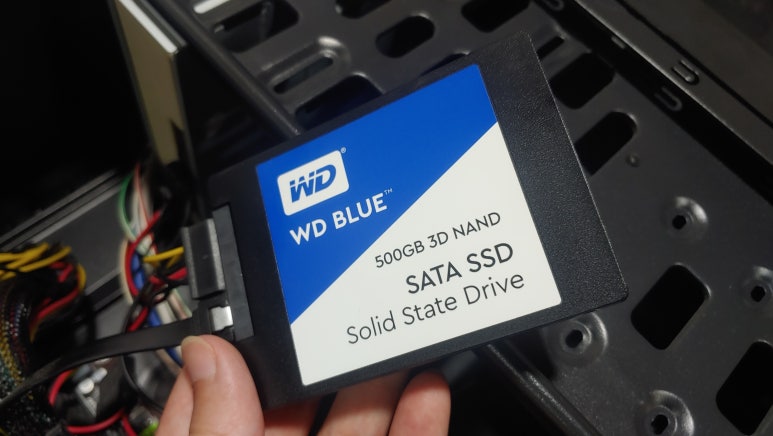 WD®
WD BLUE™
500GB 3D NAND
SATA SSD
Solid State Drive